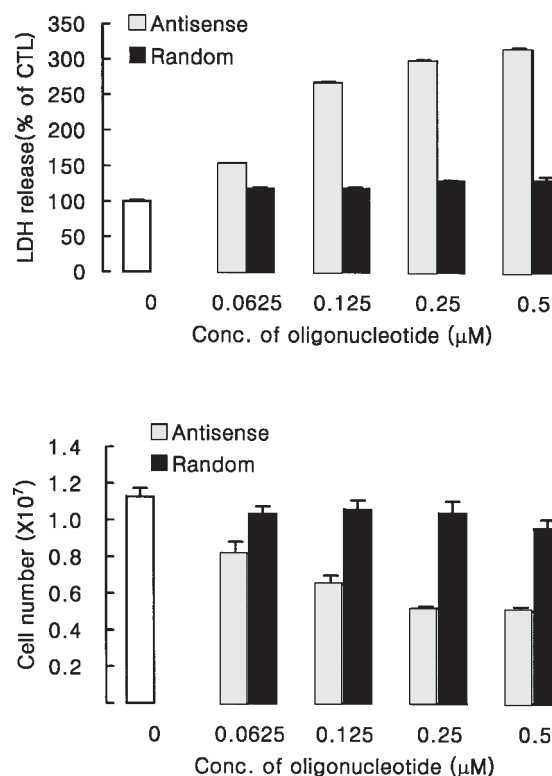 Antisense
Random
LDH release(% of CTL)
350
300
250
200
150
100
50
0
0 0.0625 0.125 0.25 0.5
Conc. of oligonucleotide (μM)
Antisense
Random
Cell number (X10⁷)
1.4
1.2
1.0
0.8
0.6
0.4
0.2
0 0.0625 0.125 0.25 0.5
Conc. of oligonucleotide (μM)